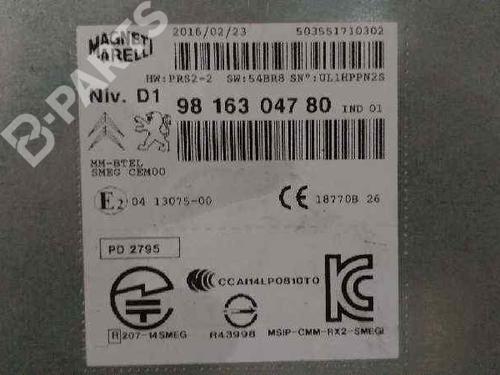 B-PARTS
MAGNETI MARELLI
2016/02/23 503551710302
HW:PRS2-2 SW:54BR8 SN°:UL1HPPN2S
Niv. D1 98 163 047 80 IND 01
MM-BTEL
SMEG CEM00
E2 04 13075-00 CE 18770B 26
PD 2795
CCAI14LP0810T0
R 207-14SMEG R43998 MSIP-CMM-RX2-SMEGI